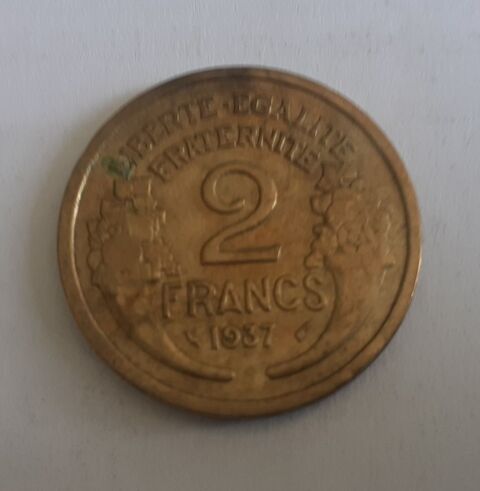 LIBERTE · EGALITE
FRATERNITE
2
FRANCS
1937